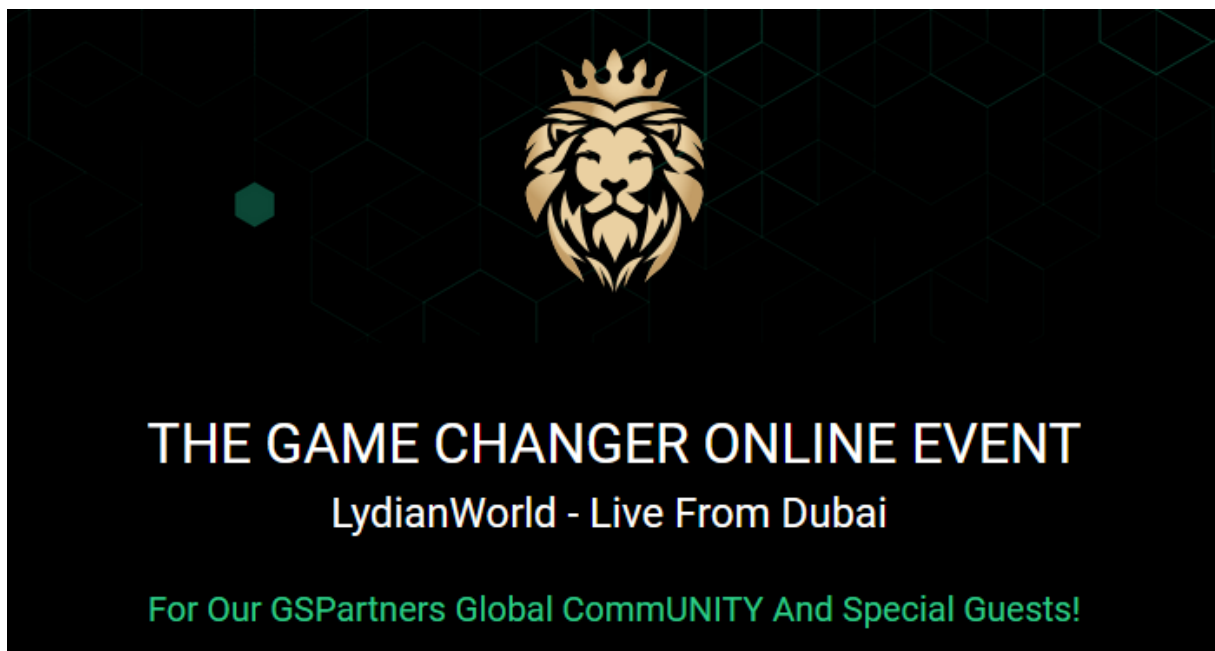 THE GAME CHANGER ONLINE EVENT
LydianWorld - Live From Dubai
For Our GSPartners Global CommUNITY And Special Guests!